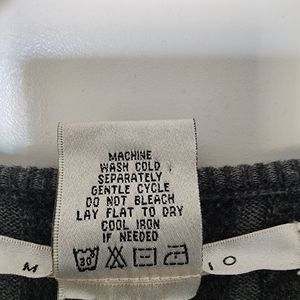 MACHINE
WASH COLD
SEPARATELY
GENTLE CYCLE
DO NOT BLEACH
LAY FLAT TO DRY
COOL IRON
IF NEEDED
30
M I O